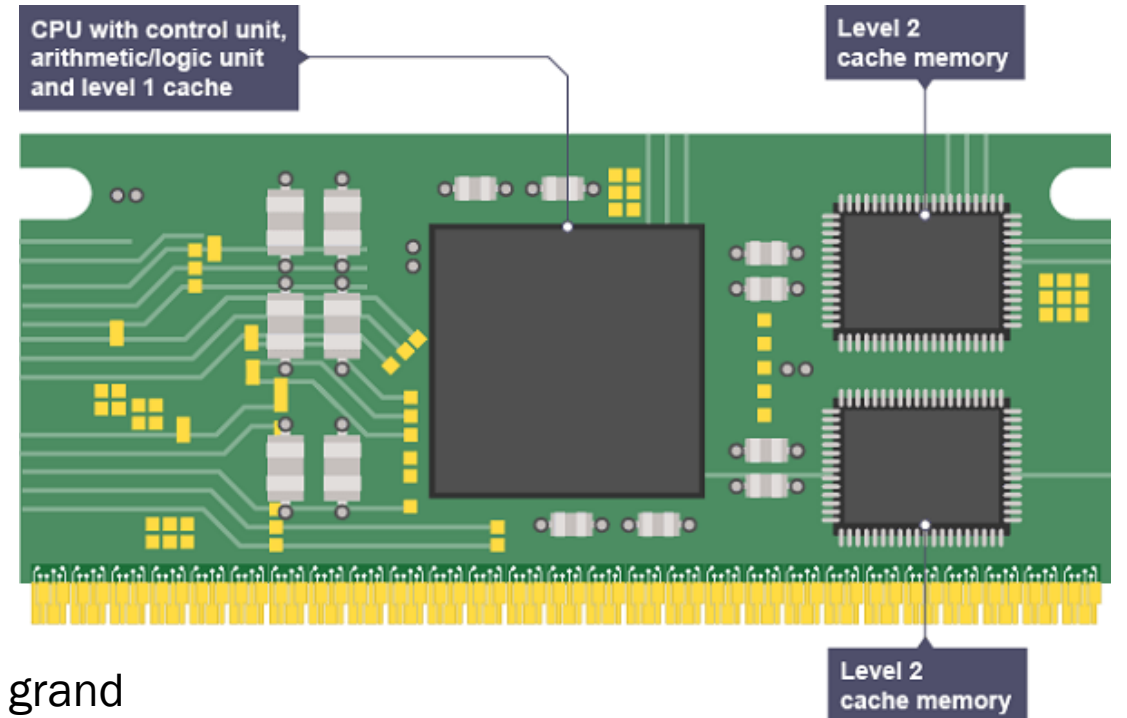 CPU with control unit,
arithmetic/logic unit
and level 1 cache
Level 2
cache memory
Level 2
cache memory
grand